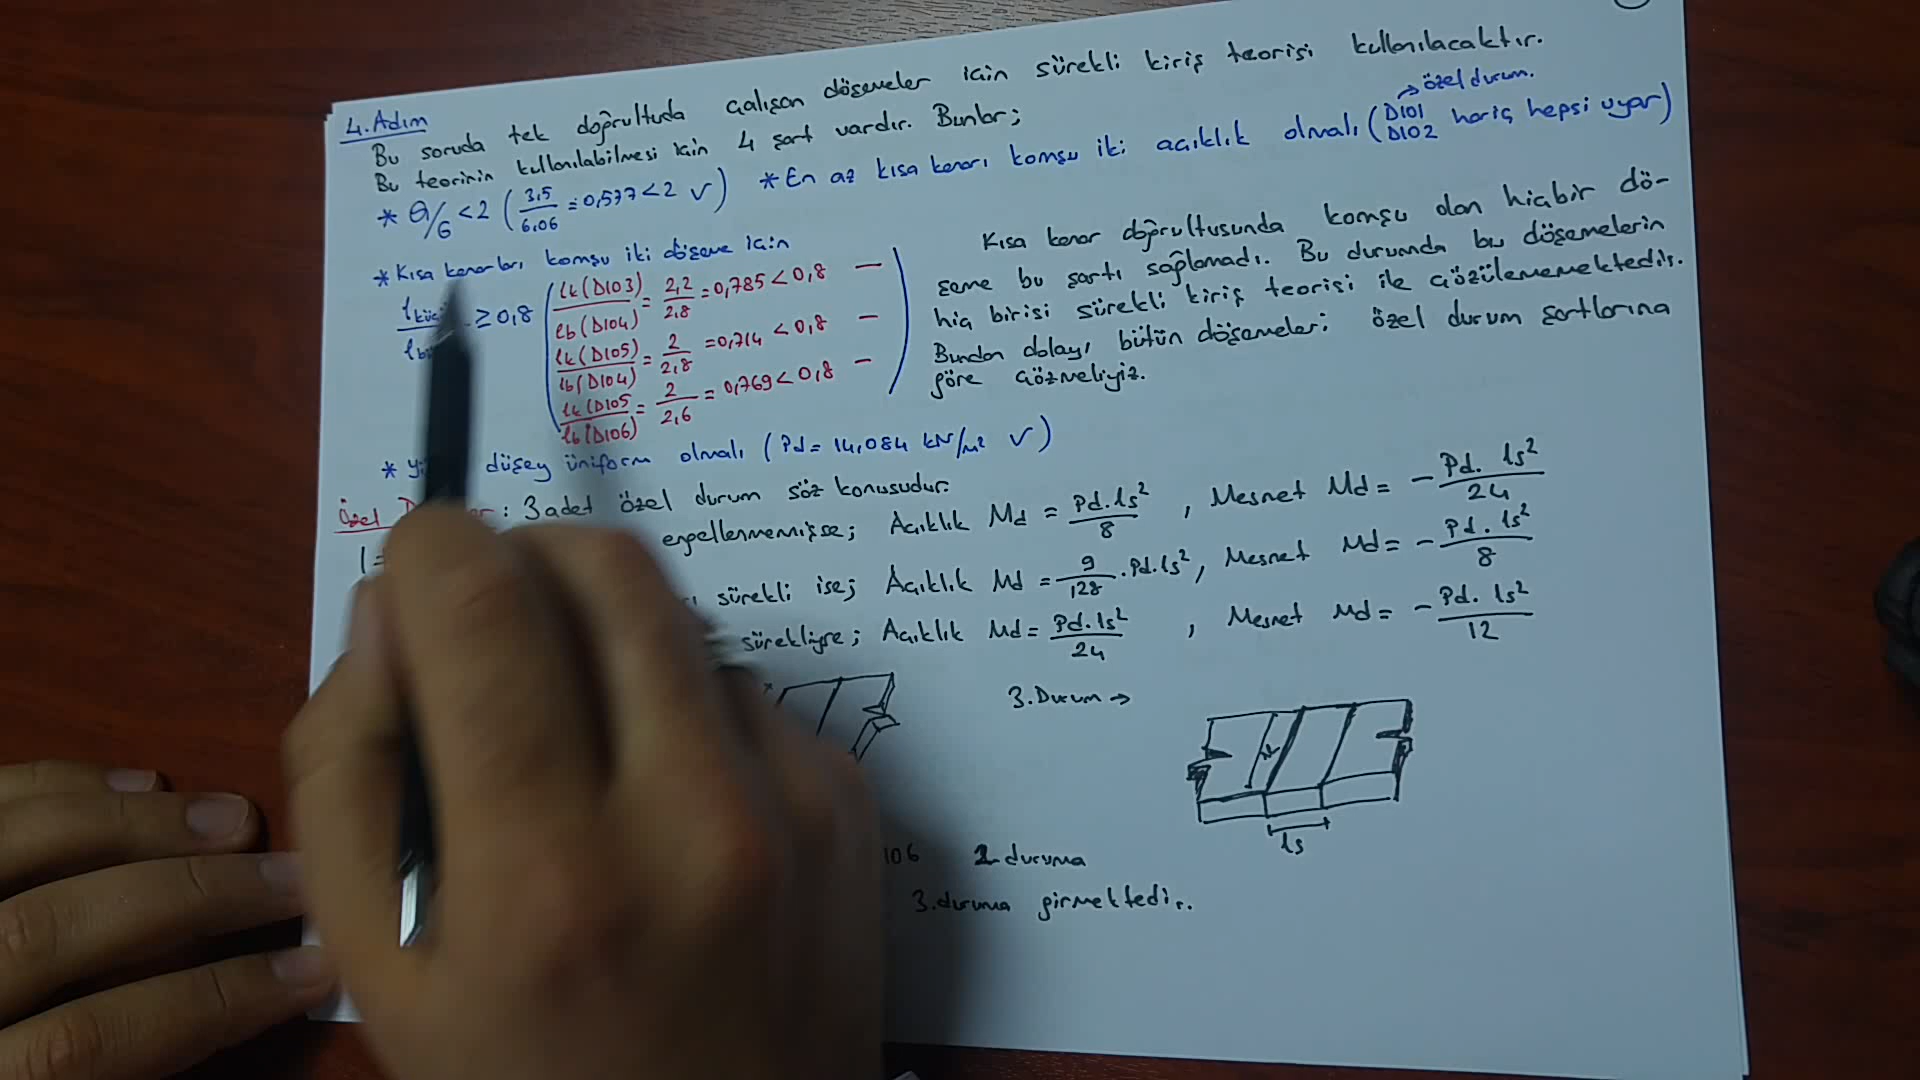 4. Adım
Bu soruda tek doğrultuda çalışan döşemeler için sürekli kiriş teorisi kullanılacaktır.
Bu teorinin kullanılabilmesi için 4 şart vardır. Bunlar;
* Q/G < 2 ( 3,5/6,06 = 0,577 < 2 ✓ ) * En az kısa kenarı komşu iki açıklık olmalı ( D101 D102 hariç hepsi uyar)
→ özel durum.
* Kısa kenarları komşu iki döşeme için
≥ 0,8
lk(D103)/lb(D104) = 2,2/2,8 = 0,785 < 0,8 —
lk(D105)/lb(D104) = 2/2,8 = 0,714 < 0,8 —
lk(D105/lb(D106) = 2/2,6 = 0,769 < 0,8 —
Kısa kenar doğrultusunda komşu olan hiçbir dö-
şeme bu şartı sağlamadı. Bu durumda bu döşemelerin
hiç birisi sürekli kiriş teorisi ile çözülememektedir.
Bundan dolayı bütün döşemeleri özel durum şartlarına
göre çözmeliyiz.
* düşey üniform olmalı ( Pd = 14,084 kN/m² ✓ )
Özel : 3 adet özel durum söz konusudur.
engellenmemişse; Açıklık Md = Pd.ls²/8 , Mesnet Md = - Pd. ls²/24
sürekli ise; Açıklık Md = 9/128 . Pd.ls², Mesnet Md = - Pd. ls²/8
sürekliyse; Açıklık Md = Pd.ls²/24 , Mesnet Md = - Pd. ls²/12
3. Durum →
ls
106 2. duruma
3. duruma girmektedir.